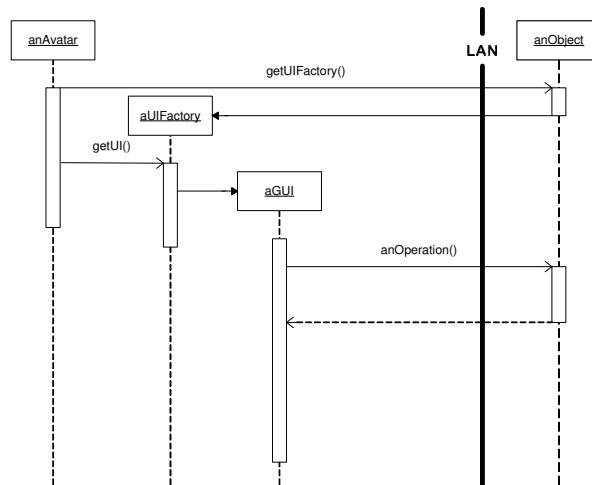 anAvatar
anObject
LAN
getUIFactory()
aUIFactory
getUI()
aGUI
anOperation()